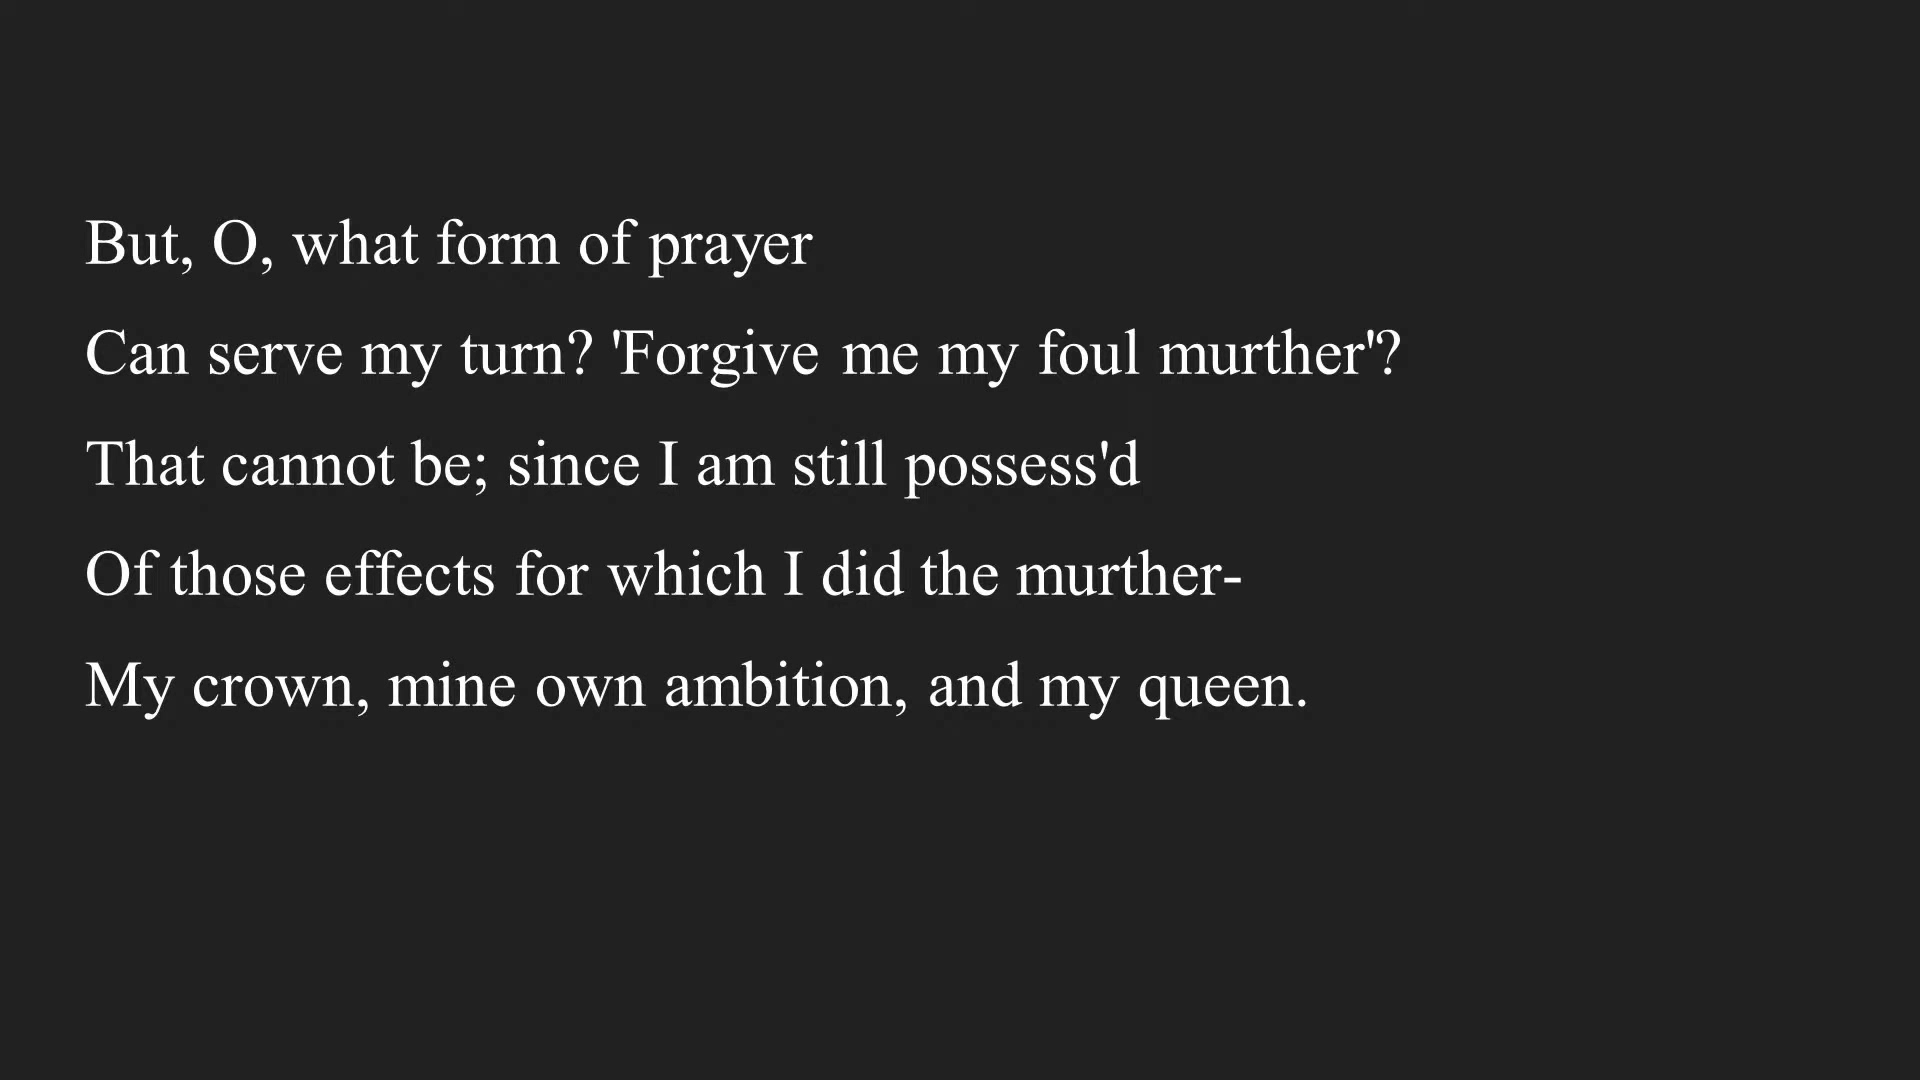 But, O, what form of prayer
Can serve my turn? 'Forgive me my foul murther'?
That cannot be; since I am still possess'd
Of those effects for which I did the murther-
My crown, mine own ambition, and my queen.